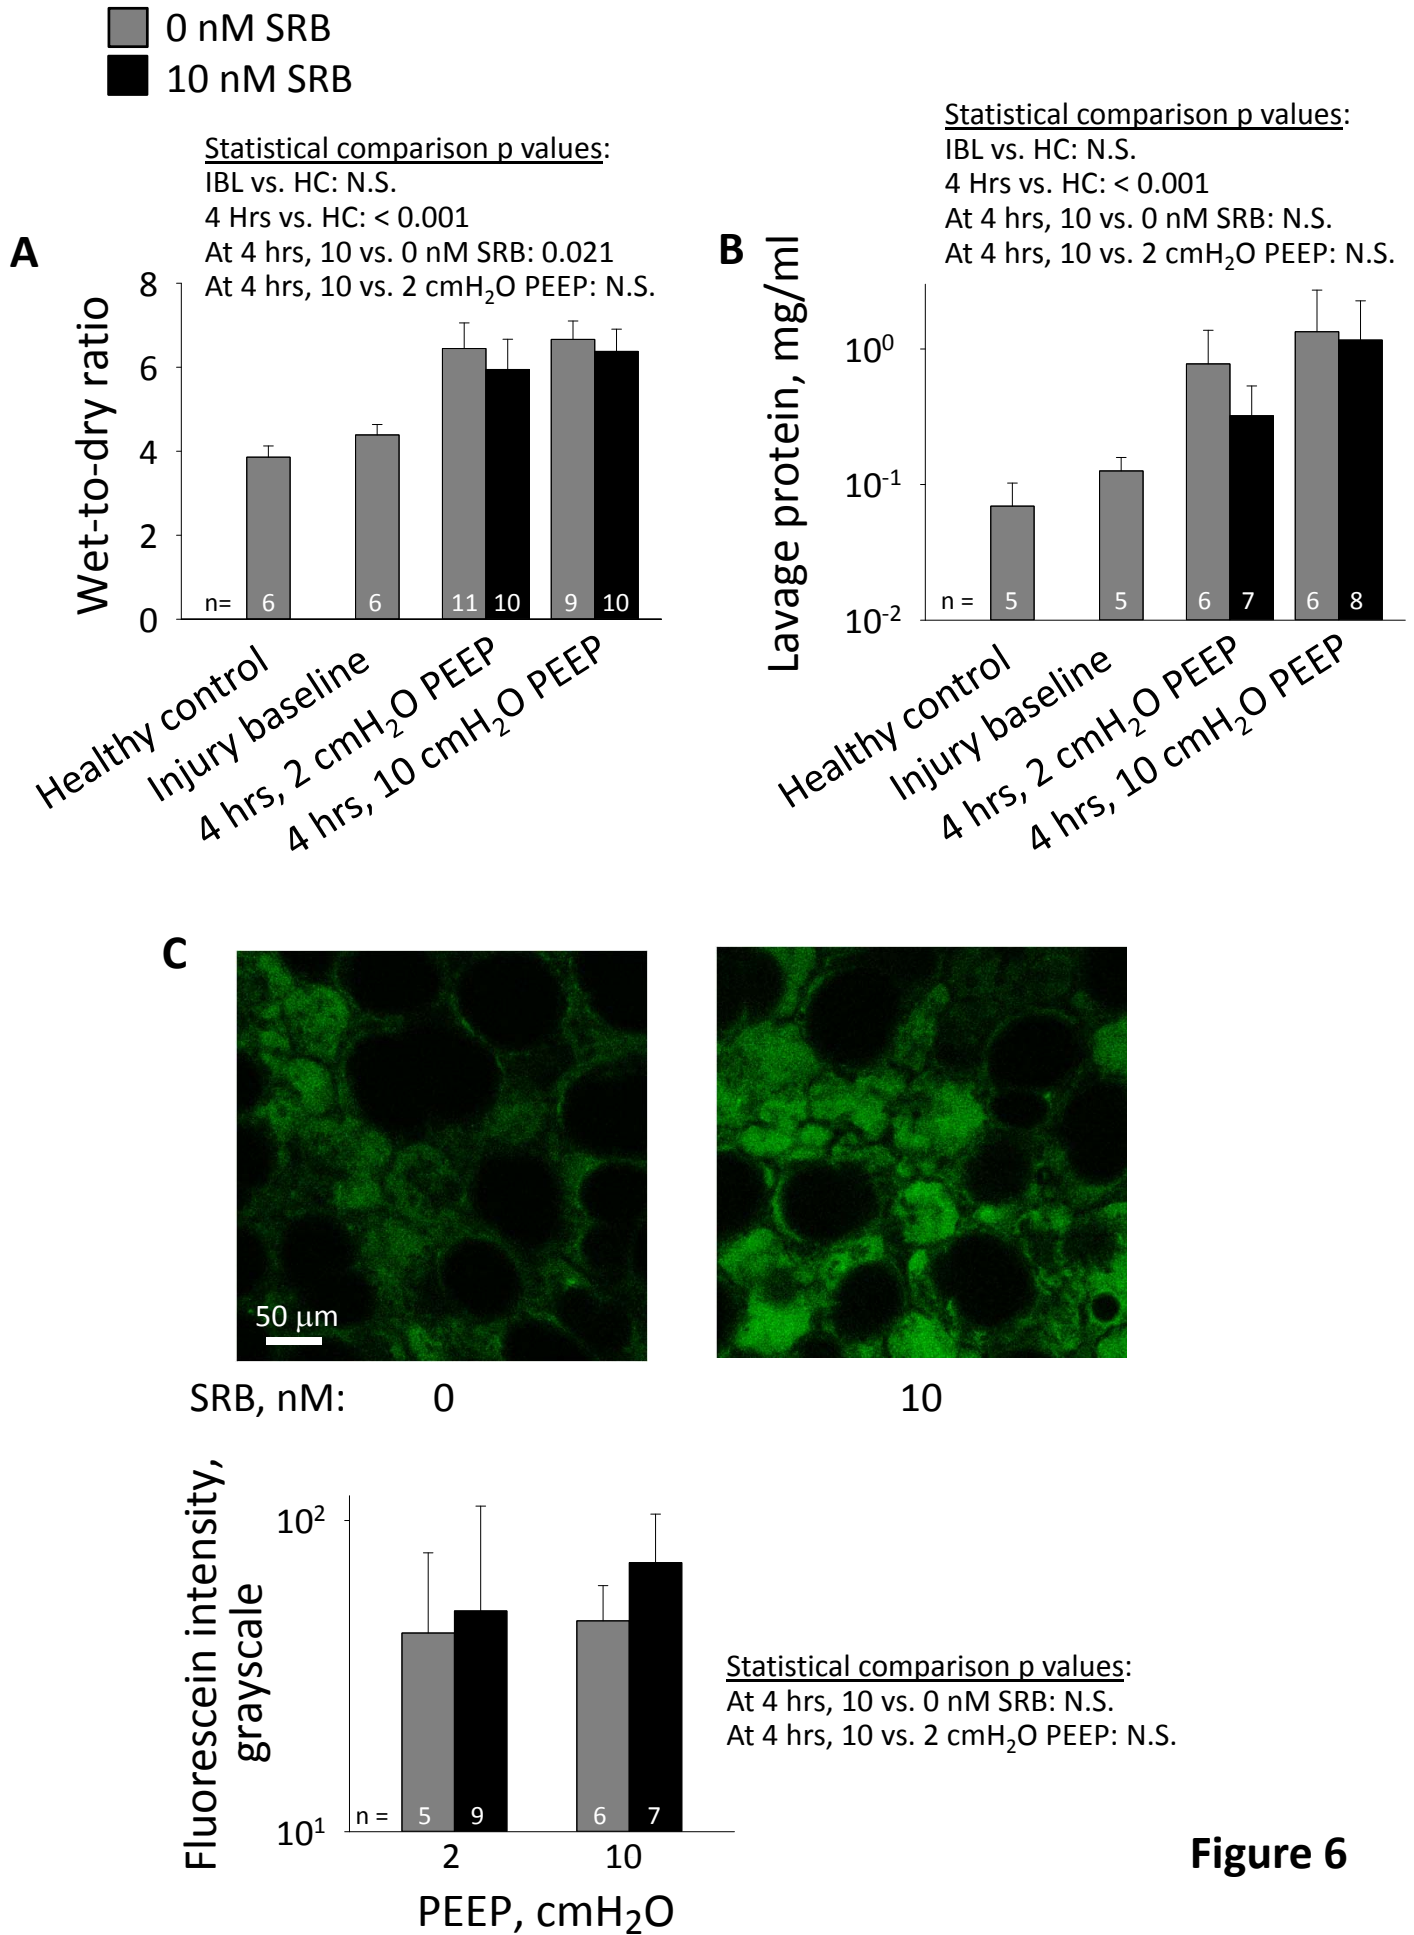 0 nM SRB
10 nM SRB
A
Statistical comparison p values:
IBL vs. HC: N.S.
4 Hrs vs. HC: < 0.001
At 4 hrs, 10 vs. 0 nM SRB: 0.021
At 4 hrs, 10 vs. 2 cmH₂O PEEP: N.S.
Wet-to-dry ratio
8
6
4
2
0
n= 6 6 11 10 9 10
Healthy control
Injury baseline
4 hrs, 2 cmH₂O PEEP
4 hrs, 10 cmH₂O PEEP
B
Statistical comparison p values:
IBL vs. HC: N.S.
4 Hrs vs. HC: < 0.001
At 4 hrs, 10 vs. 0 nM SRB: N.S.
At 4 hrs, 10 vs. 2 cmH₂O PEEP: N.S.
Lavage protein, mg/ml
10⁰
10⁻¹
10⁻²
n = 5 5 6 7 6 8
Healthy control
Injury baseline
4 hrs, 2 cmH₂O PEEP
4 hrs, 10 cmH₂O PEEP
C
50 μm
SRB, nM: 0 10
Fluorescein intensity,
grayscale
10²
10¹
n = 5 9 6 7
2 10
PEEP, cmH₂O
Statistical comparison p values:
At 4 hrs, 10 vs. 0 nM SRB: N.S.
At 4 hrs, 10 vs. 2 cmH₂O PEEP: N.S.
Figure 6